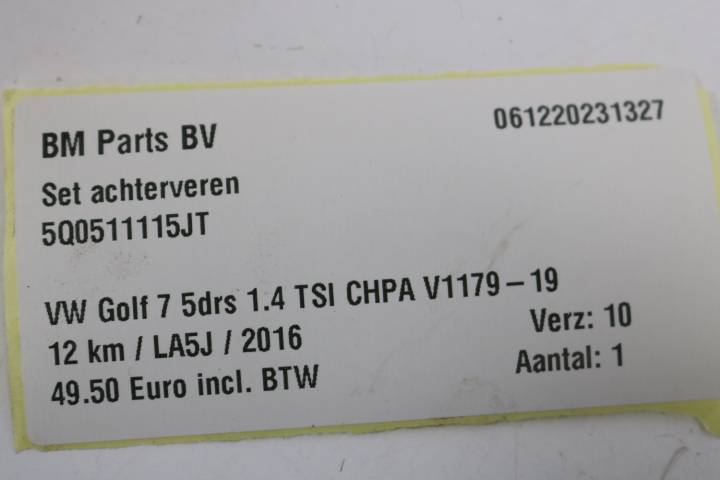 BM Parts BV
061220231327
Set achterveren
5Q0511115JT
VW Golf 7 5drs 1.4 TSI CHPA V1179-19
12 km / LA5J / 2016
Verz: 10
49.50 Euro incl. BTW
Aantal: 1